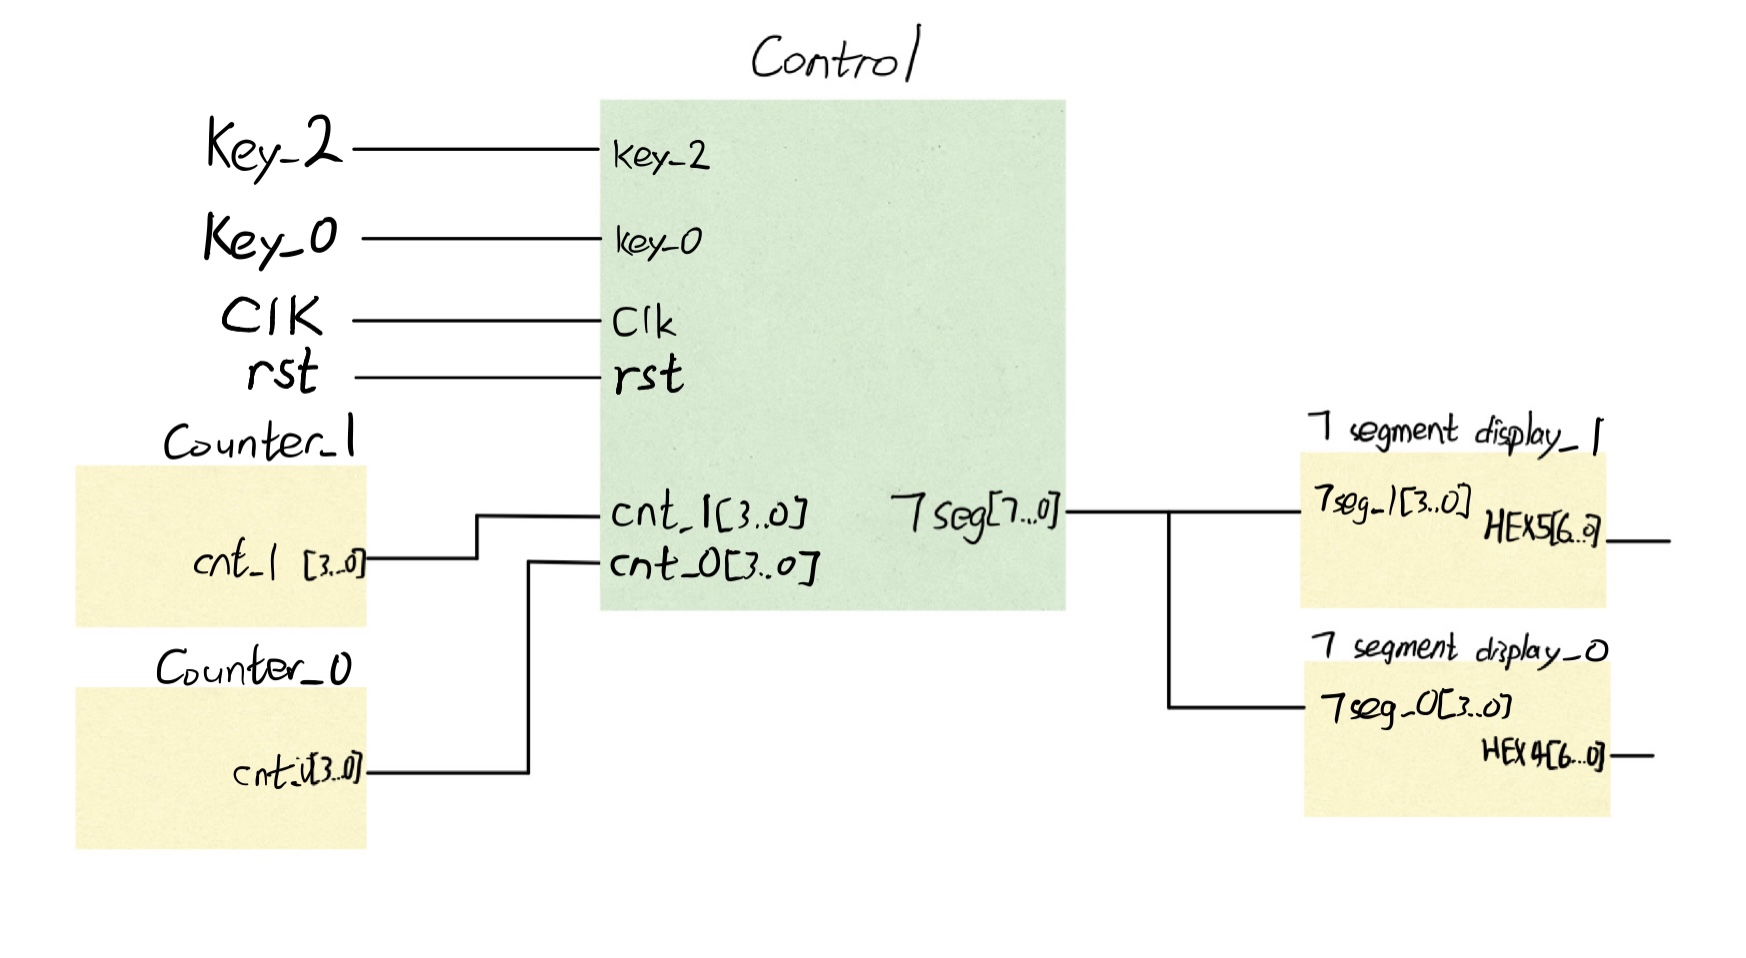 Control
Key_2
key_2
Key_0
key_0
Clk
Clk
rst
rst
Counter_1
cnt_1 [3..0]
cnt_1[3..0]
cnt_0[3..0]
7seg[7...0]
7 segment display_1
7seg_1[3..0]
HEX5[6..0]
Counter_0
[3..0]
7 segment display_0
7seg_0[3..0]
HEX4[6...0]